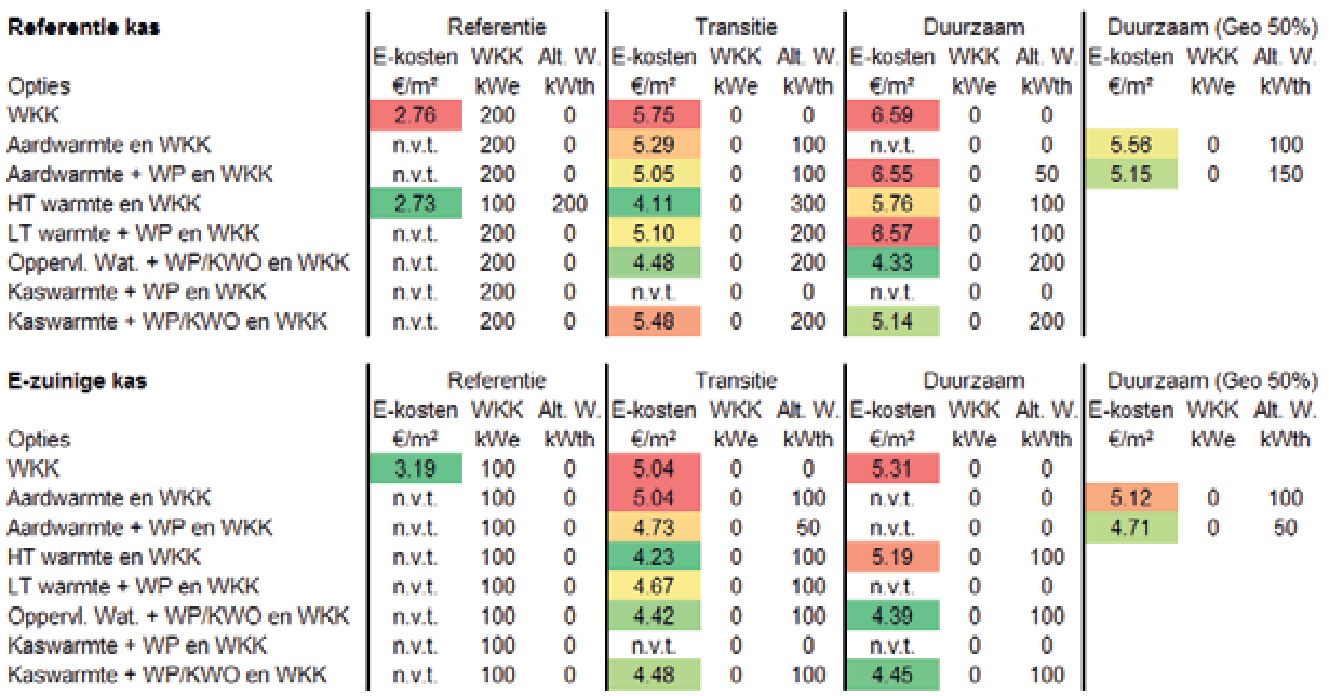 Referentie kas Referentie Transitie Duurzaam Duurzaam (Geo 50%)
E-kosten WKK Alt. W. E-kosten WKK Alt. W. E-kosten WKK Alt. W. E-kosten WKK Alt. W.
Opties €/m² kWe kWth €/m² kWe kWth €/m² kWe kWth €/m² kWe kWth
WKK 2.76 200 0 5.75 0 0 6.59 0 0
Aardwarmte en WKK n.v.t. 200 0 5.29 0 100 n.v.t. 0 0 5.56 0 100
Aardwarmte + WP en WKK n.v.t. 200 0 5.05 0 100 6.55 0 50 5.15 0 150
HT warmte en WKK 2.73 100 200 4.11 0 300 5.76 0 100
LT warmte + WP en WKK n.v.t. 200 0 5.10 0 200 6.57 0 100
Oppervl. Wat. + WP/KWO en WKK n.v.t. 200 0 4.48 0 200 4.33 0 200
Kaswarmte + WP en WKK n.v.t. 200 0 n.v.t. 0 0 n.v.t. 0 0
Kaswarmte + WP/KWO en WKK n.v.t. 200 0 5.48 0 200 5.14 0 200
E-zuinige kas Referentie Transitie Duurzaam Duurzaam (Geo 50%)
E-kosten WKK Alt. W. E-kosten WKK Alt. W. E-kosten WKK Alt. W. E-kosten WKK Alt. W.
Opties €/m² kWe kWth €/m² kWe kWth €/m² kWe kWth €/m² kWe kWth
WKK 3.19 100 0 5.04 0 0 5.31 0 0
Aardwarmte en WKK n.v.t. 100 0 5.04 0 100 n.v.t. 0 0 5.12 0 100
Aardwarmte + WP en WKK n.v.t. 100 0 4.73 0 50 n.v.t. 0 0 4.71 0 50
HT warmte en WKK n.v.t. 100 0 4.23 0 100 5.19 0 100
LT warmte + WP en WKK n.v.t. 100 0 4.67 0 100 n.v.t. 0 0
Oppervl. Wat. + WP/KWO en WKK n.v.t. 100 0 4.42 0 100 4.39 0 100
Kaswarmte + WP en WKK n.v.t. 100 0 n.v.t. 0 0 n.v.t. 0 0
Kaswarmte + WP/KWO en WKK n.v.t. 100 0 4.48 0 100 4.45 0 100